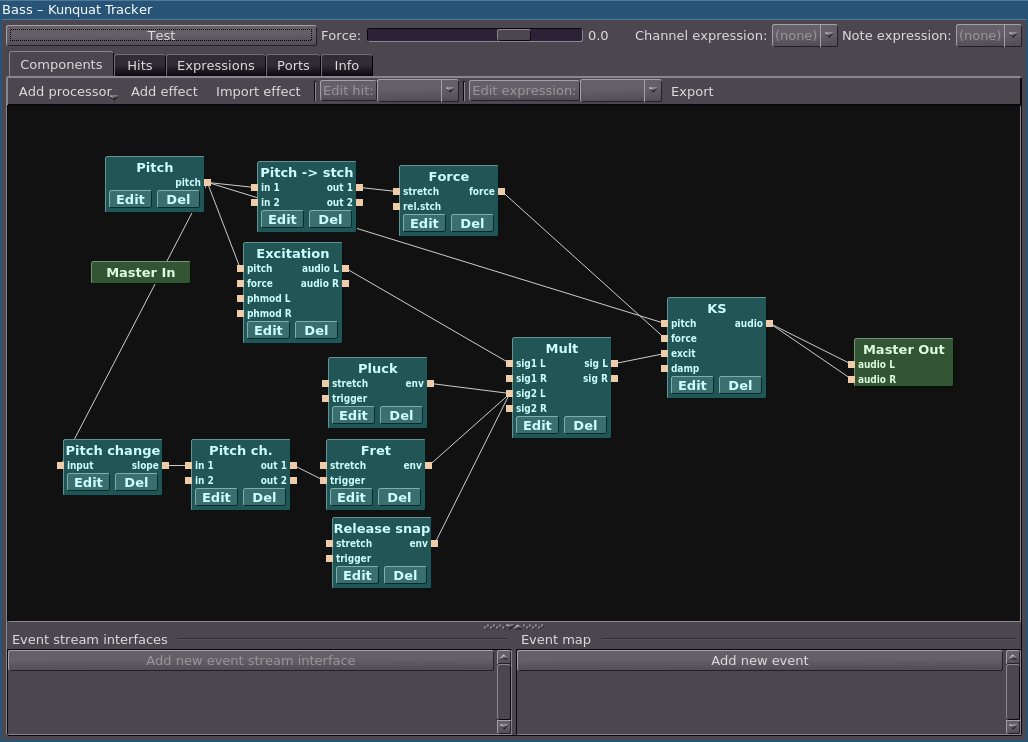 Bass – Kunquat Tracker
Test Force: 0.0 Channel expression: (none) Note expression: (none)
Components Hits Expressions Ports Info
Add processor Add effect Import effect Edit hit: Edit expression: Export
Pitch
pitch
Edit Del
Pitch -> stch
in 1 out 1
in 2 out 2
Edit Del
Force
stretch force
rel.stch
Edit Del
Master In
Excitation
pitch audio L
force audio R
phmod L
phmod R
Edit Del
KS
pitch audio
force
excit
damp
Edit Del
Master Out
audio L
audio R
Mult
sig1 L sig L
sig1 R sig R
sig2 L
sig2 R
Edit Del
Pluck
stretch env
trigger
Edit Del
Pitch change
input slope
Edit Del
Pitch ch.
in 1 out 1
in 2 out 2
Edit Del
Fret
stretch env
trigger
Edit Del
Release snap
stretch env
trigger
Edit Del
Event stream interfaces
Add new event stream interface
Event map
Add new event